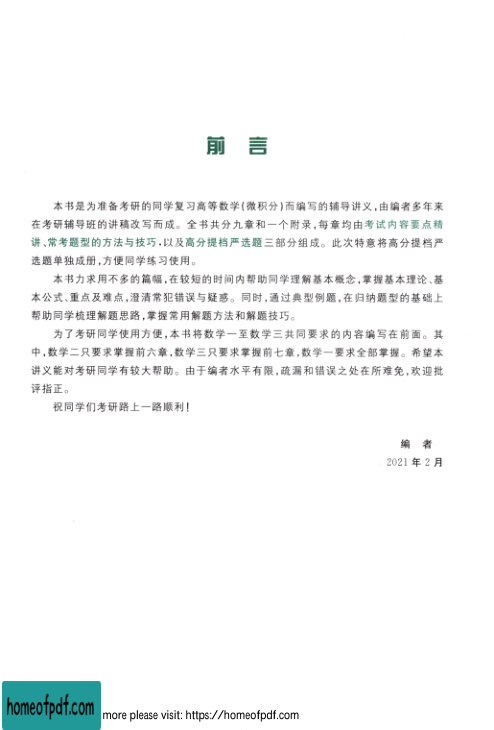 前 言
本书是为准备考研的同学复习高等数学(微积分)而编写的辅导讲义,由编者多年来
在考研辅导班的讲稿改写而成。全书共分九章和一个附录,每章均由考试内容要点精
讲、常考题型的方法与技巧,以及高分提档严选题三部分组成。此次特意将高分提档严
选题单独成册,方便同学练习使用。
本书力求用不多的篇幅,在较短的时间内帮助同学理解基本概念,掌握基本理论、基
本公式、重点及难点,澄清常犯错误与疑惑。同时,通过典型例题,在归纳题型的基础上
帮助同学梳理解题思路,掌握常用解题方法和解题技巧。
为了考研同学使用方便,本书将数学一至数学三共同要求的内容编写在前面。其
中,数学二只要求掌握前六章,数学三只要求掌握前七章,数学一要求全部掌握。希望本
讲义能对考研同学有较大帮助。由于编者水平有限,疏漏和错误之处在所难免,欢迎批
评指正。
祝同学们考研路上一路顺利!
编 者
2021 年 2 月
homeofpdf.com more please visit: https://homeofpdf.com